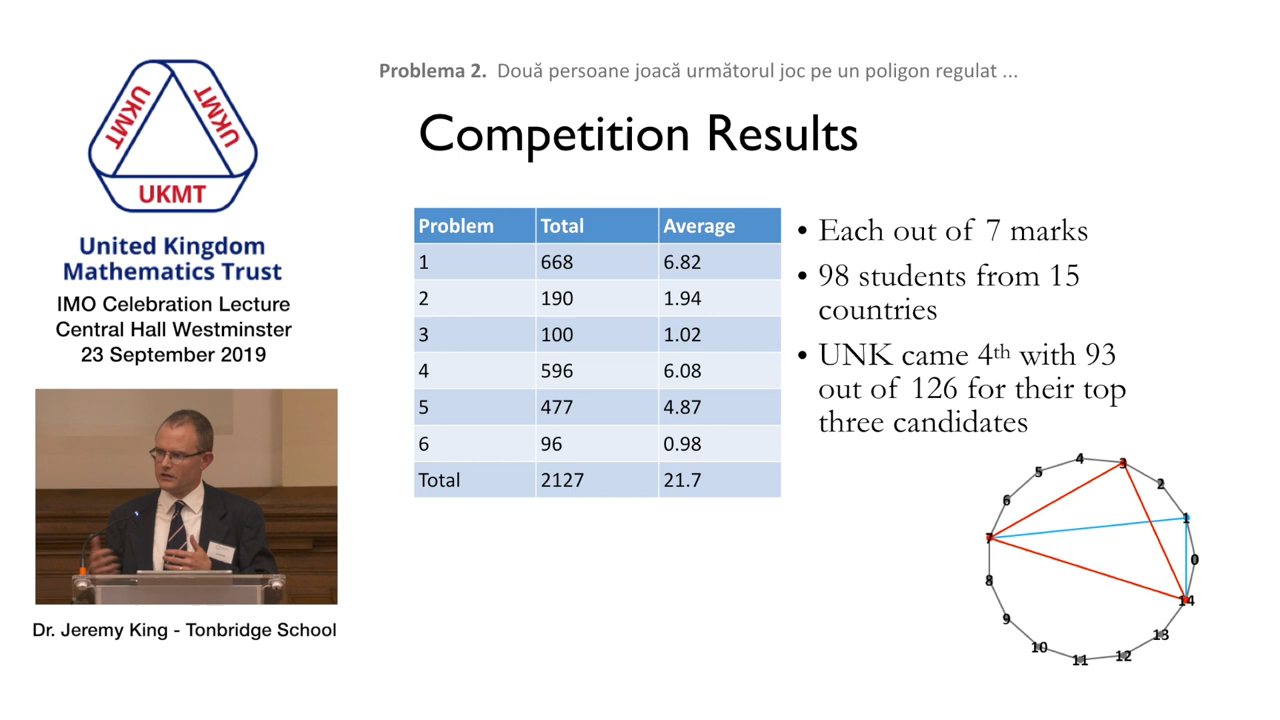 Problema 2. Două persoane joacă următorul joc pe un poligon regulat ...
UKMT
UKMT
UKMT
United Kingdom
Mathematics Trust
IMO Celebration Lecture
Central Hall Westminster
23 September 2019
Dr. Jeremy King - Tonbridge School
Competition Results
Problem Total Average
1 668 6.82
2 190 1.94
3 100 1.02
4 596 6.08
5 477 4.87
6 96 0.98
Total 2127 21.7
• Each out of 7 marks
• 98 students from 15
countries
• UNK came 4th with 93
out of 126 for their top
three candidates
0
1
2
3
4
5
6
7
8
9
10
11
12
13
14